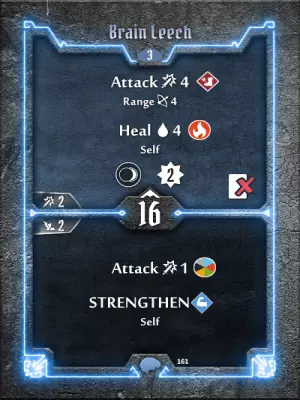 Brain Leech
3
Attack 4
Range 4
Heal 4
Self
2
2
16
2
Attack 1
STRENGTHEN
Self
161